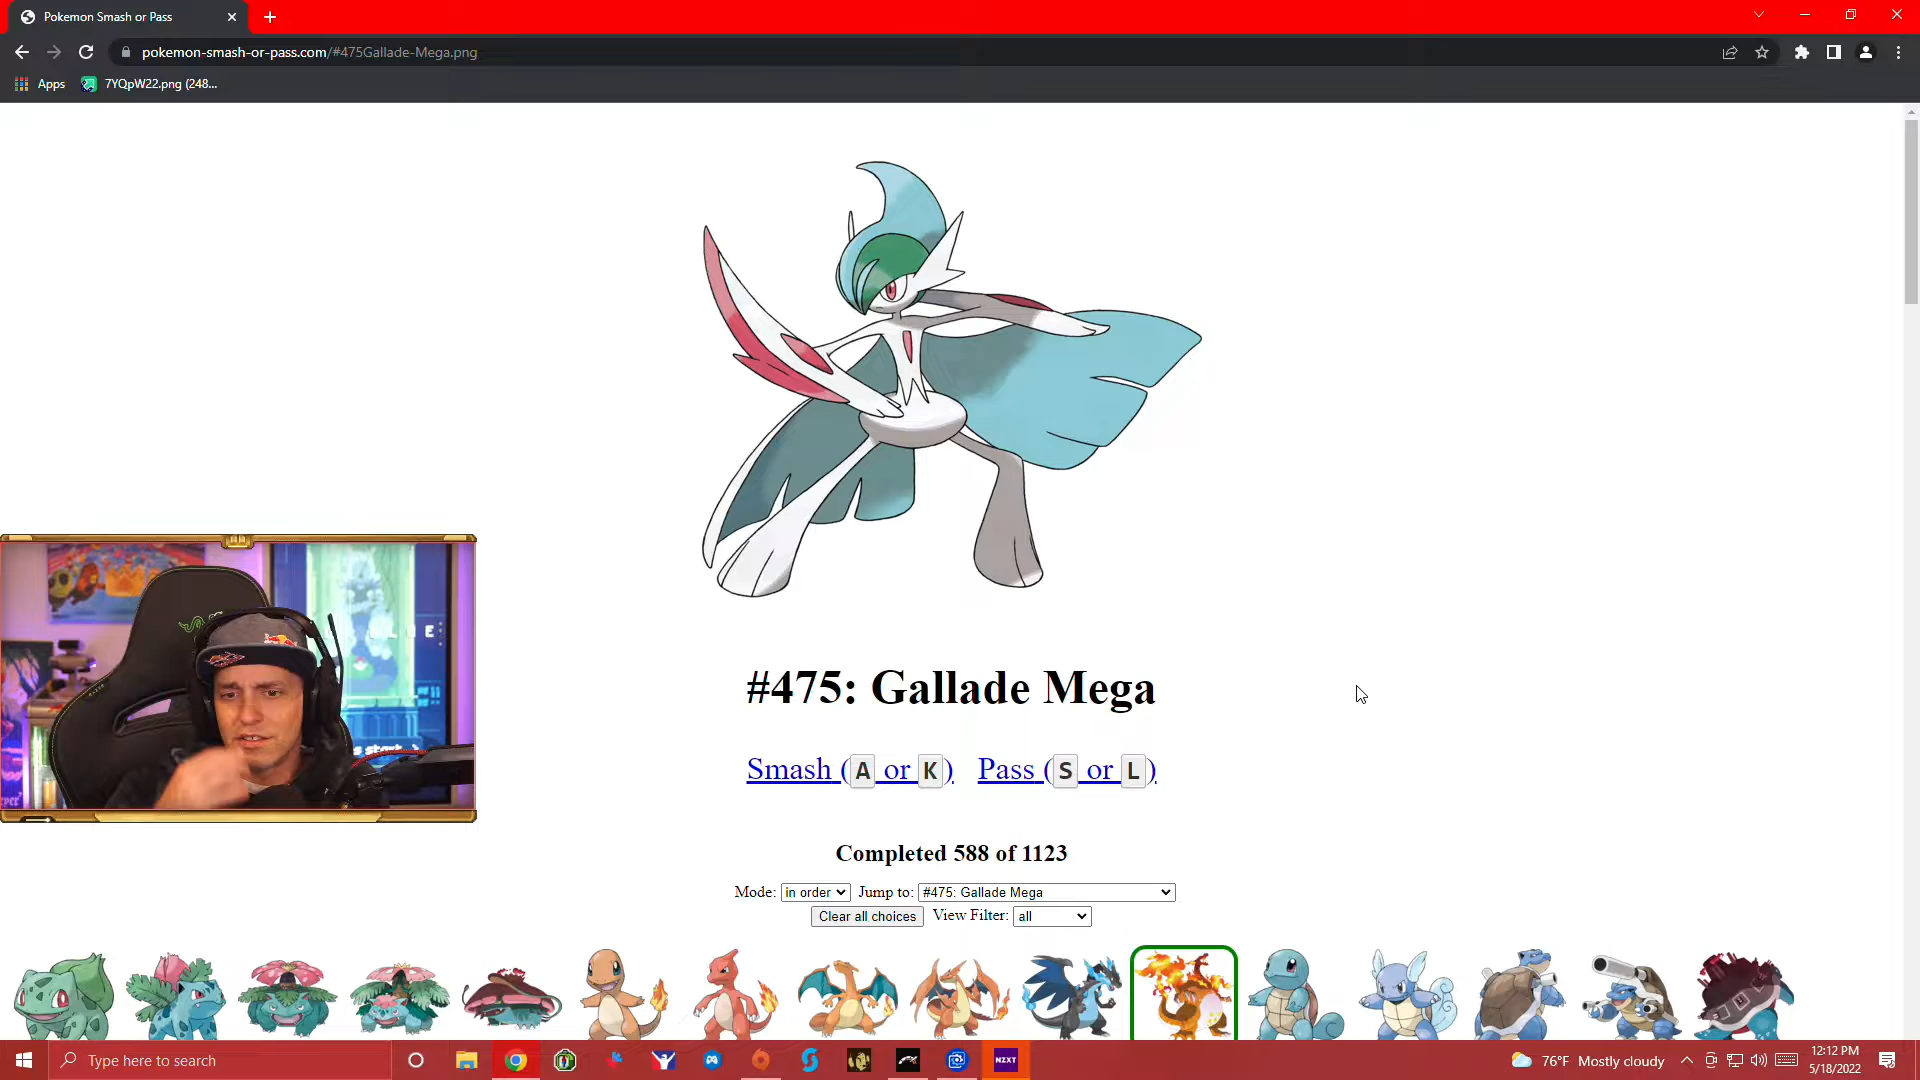 Pokemon Smash or Pass
pokemon-smash-or-pass.com/#475Gallade-Mega.png
Apps
7YQpW22.png (248...
#475: Gallade Mega
Smash (A or K) Pass (S or L)
Completed 588 of 1123
Mode: in order Jump to: #475: Gallade Mega
Clear all choices View Filter: all
Type here to search
NZXT
76°F Mostly cloudy
12:12 PM
5/18/2022